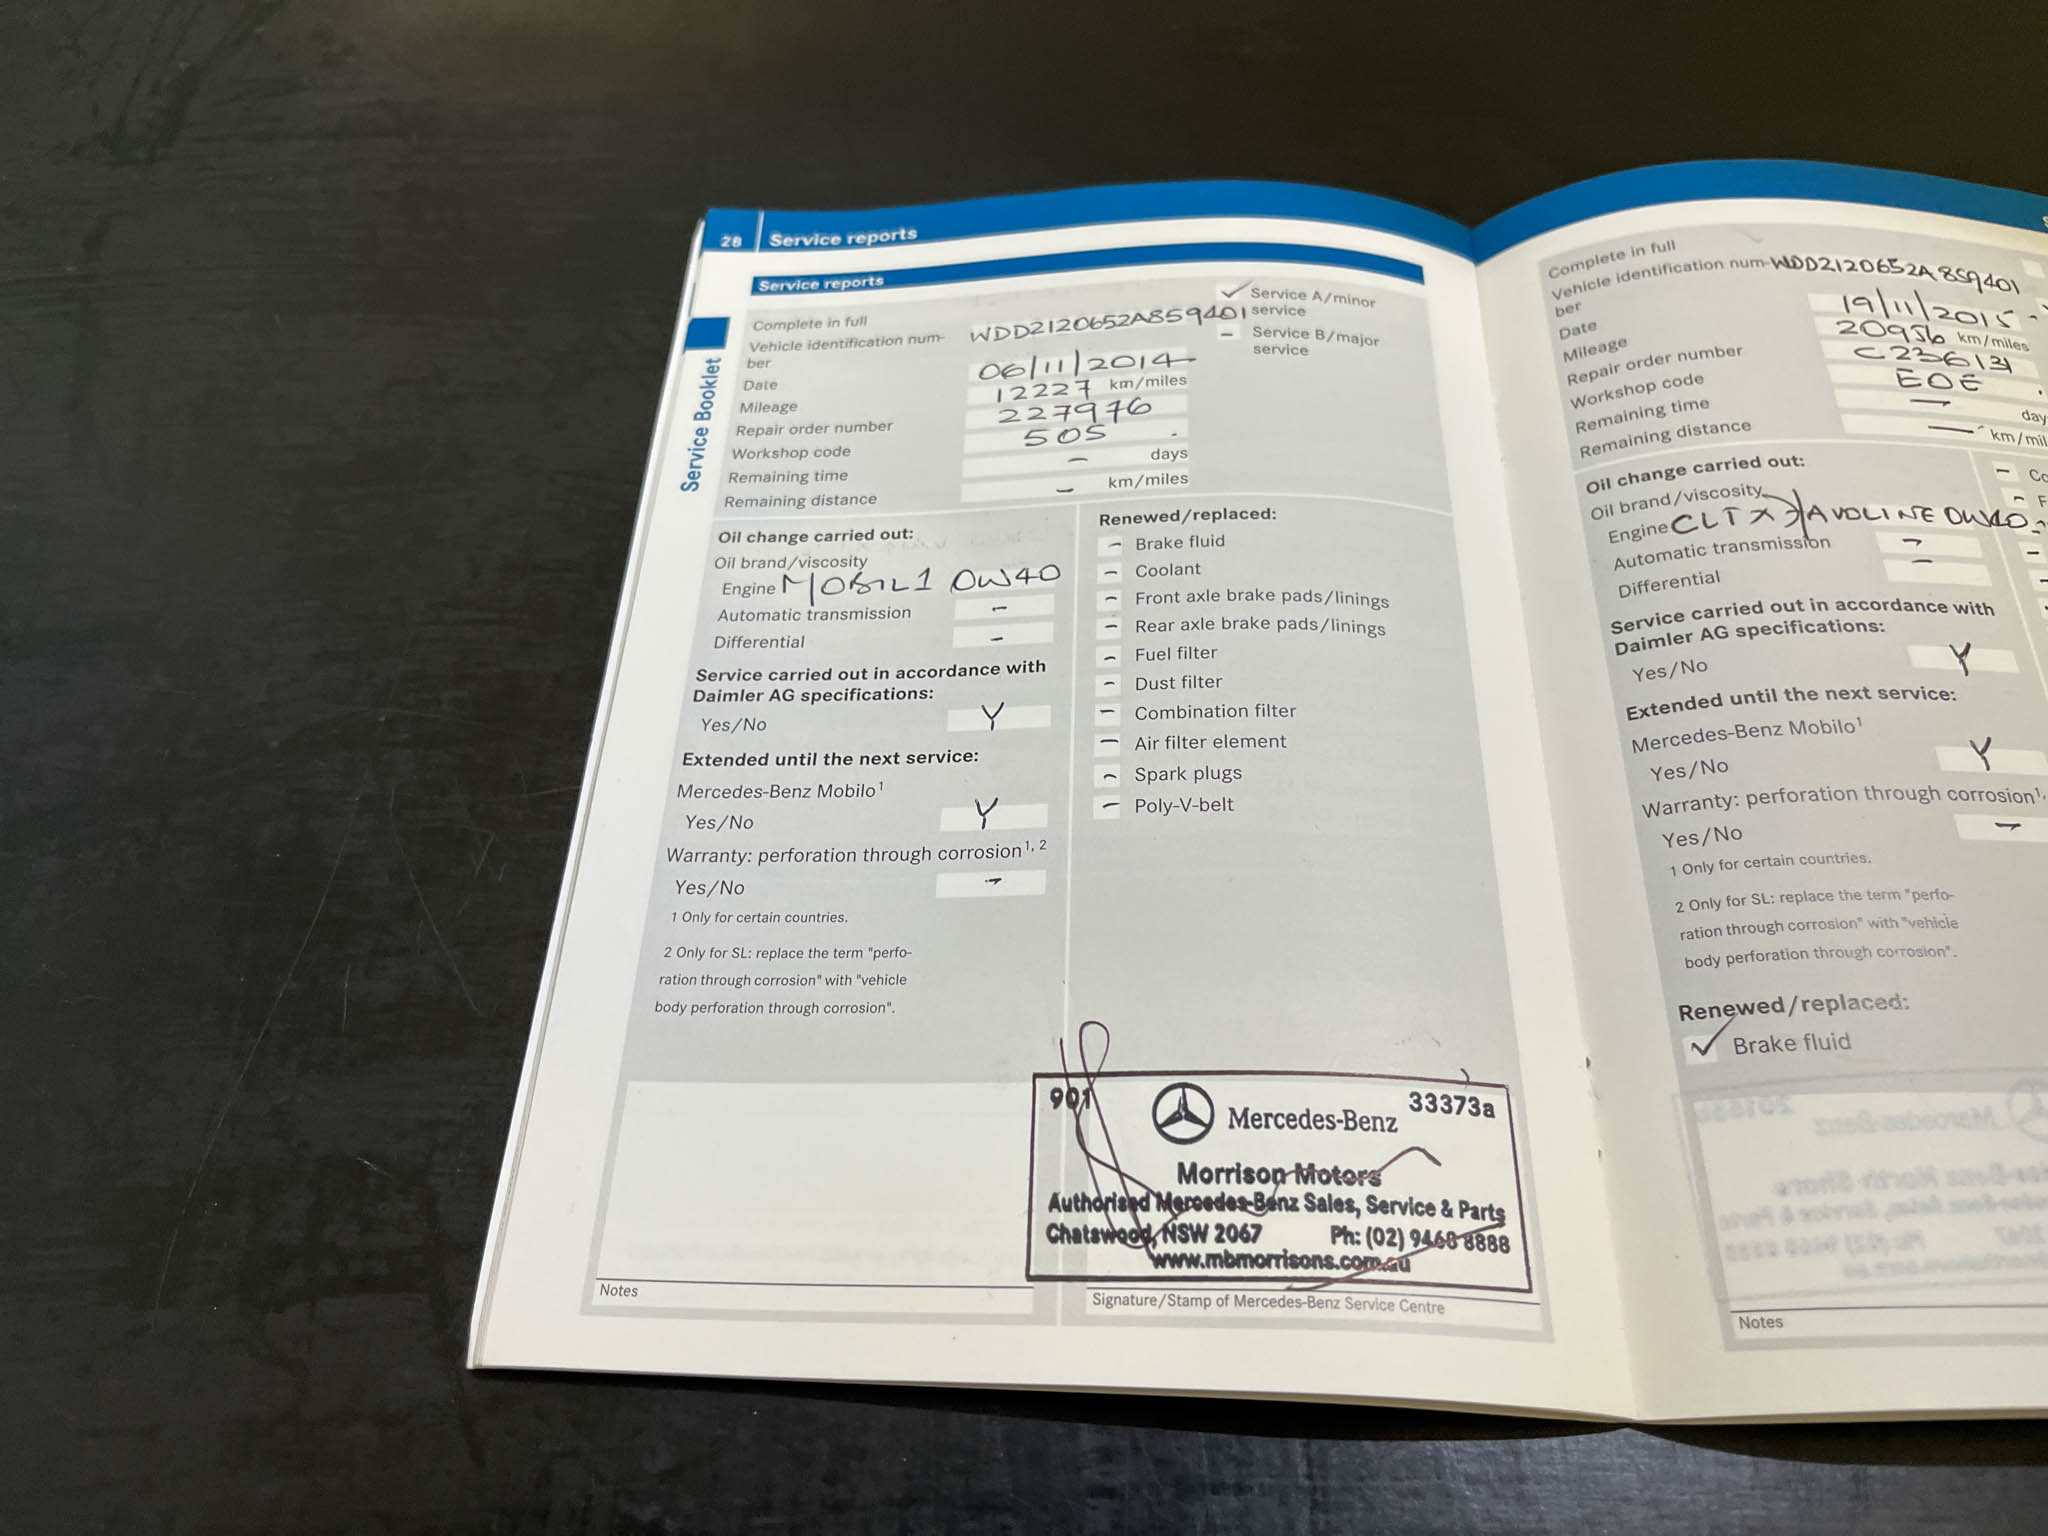 28 Service reports
Service reports
Complete in full
Vehicle identification num-
ber
WDD2120652A859401
✓ Service A/minor
service
– Service B/major
service
Date 06/11/2014
Mileage 12227 km/miles
Repair order number 227976
Workshop code 505
Remaining time – days
Remaining distance – km/miles
Service Booklet
Oil change carried out:
Oil brand/viscosity
Engine MOBIL1 0W40
Automatic transmission –
Differential –
Service carried out in accordance with
Daimler AG specifications:
Yes/No Y
Extended until the next service:
Mercedes-Benz Mobilo1
Yes/No Y
Warranty: perforation through corrosion1, 2
Yes/No –
1 Only for certain countries.
2 Only for SL: replace the term "perfo-
ration through corrosion" with "vehicle
body perforation through corrosion".
Renewed/replaced:
– Brake fluid
– Coolant
– Front axle brake pads/linings
– Rear axle brake pads/linings
– Fuel filter
– Dust filter
– Combination filter
– Air filter element
– Spark plugs
– Poly-V-belt
901 Mercedes-Benz 33373a
Morrison Motors
Authorised Mercedes-Benz Sales, Service & Parts
Chatswood, NSW 2067 Ph: (02) 9468 8888
www.mbmorrisons.com.au
Notes
Signature/Stamp of Mercedes-Benz Service Centre
Complete in full
Vehicle identification num-
ber
WDD2120652A859401
Date 19/11/2015
Mileage 20956 km/miles
Repair order number
Workshop code EOE
Remaining time –
Remaining distance –
Oil change carried out:
Oil brand/viscosity
Engine CLTX HAVOLINE 0W40
Automatic transmission –
Differential –
Service carried out in accordance with
Daimler AG specifications:
Yes/No Y
Extended until the next service:
Mercedes-Benz Mobilo1
Yes/No Y
Warranty: perforation through corrosion1,
Yes/No –
1 Only for certain countries.
2 Only for SL: replace the term "perfo-
ration through corrosion" with "vehicle
body perforation through corrosion".
Renewed/replaced:
✓ Brake fluid
Notes